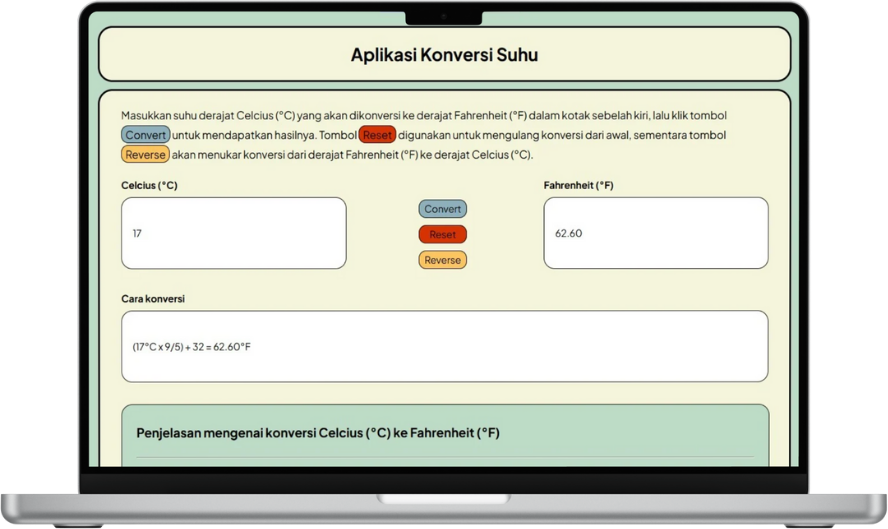 Aplikasi Konversi Suhu
Masukkan suhu derajat Celcius (°C) yang akan dikonversi ke derajat Fahrenheit (°F) dalam kotak sebelah kiri, lalu klik tombol
Convert untuk mendapatkan hasilnya. Tombol Reset digunakan untuk mengulang konversi dari awal, sementara tombol
Reverse akan menukar konversi dari derajat Fahrenheit (°F) ke derajat Celcius (°C).
Celcius (°C)
Fahrenheit (°F)
17
Convert
Reset
Reverse
62.60
Cara konversi
(17°C x 9/5) + 32 = 62.60°F
Penjelasan mengenai konversi Celcius (°C) ke Fahrenheit (°F)